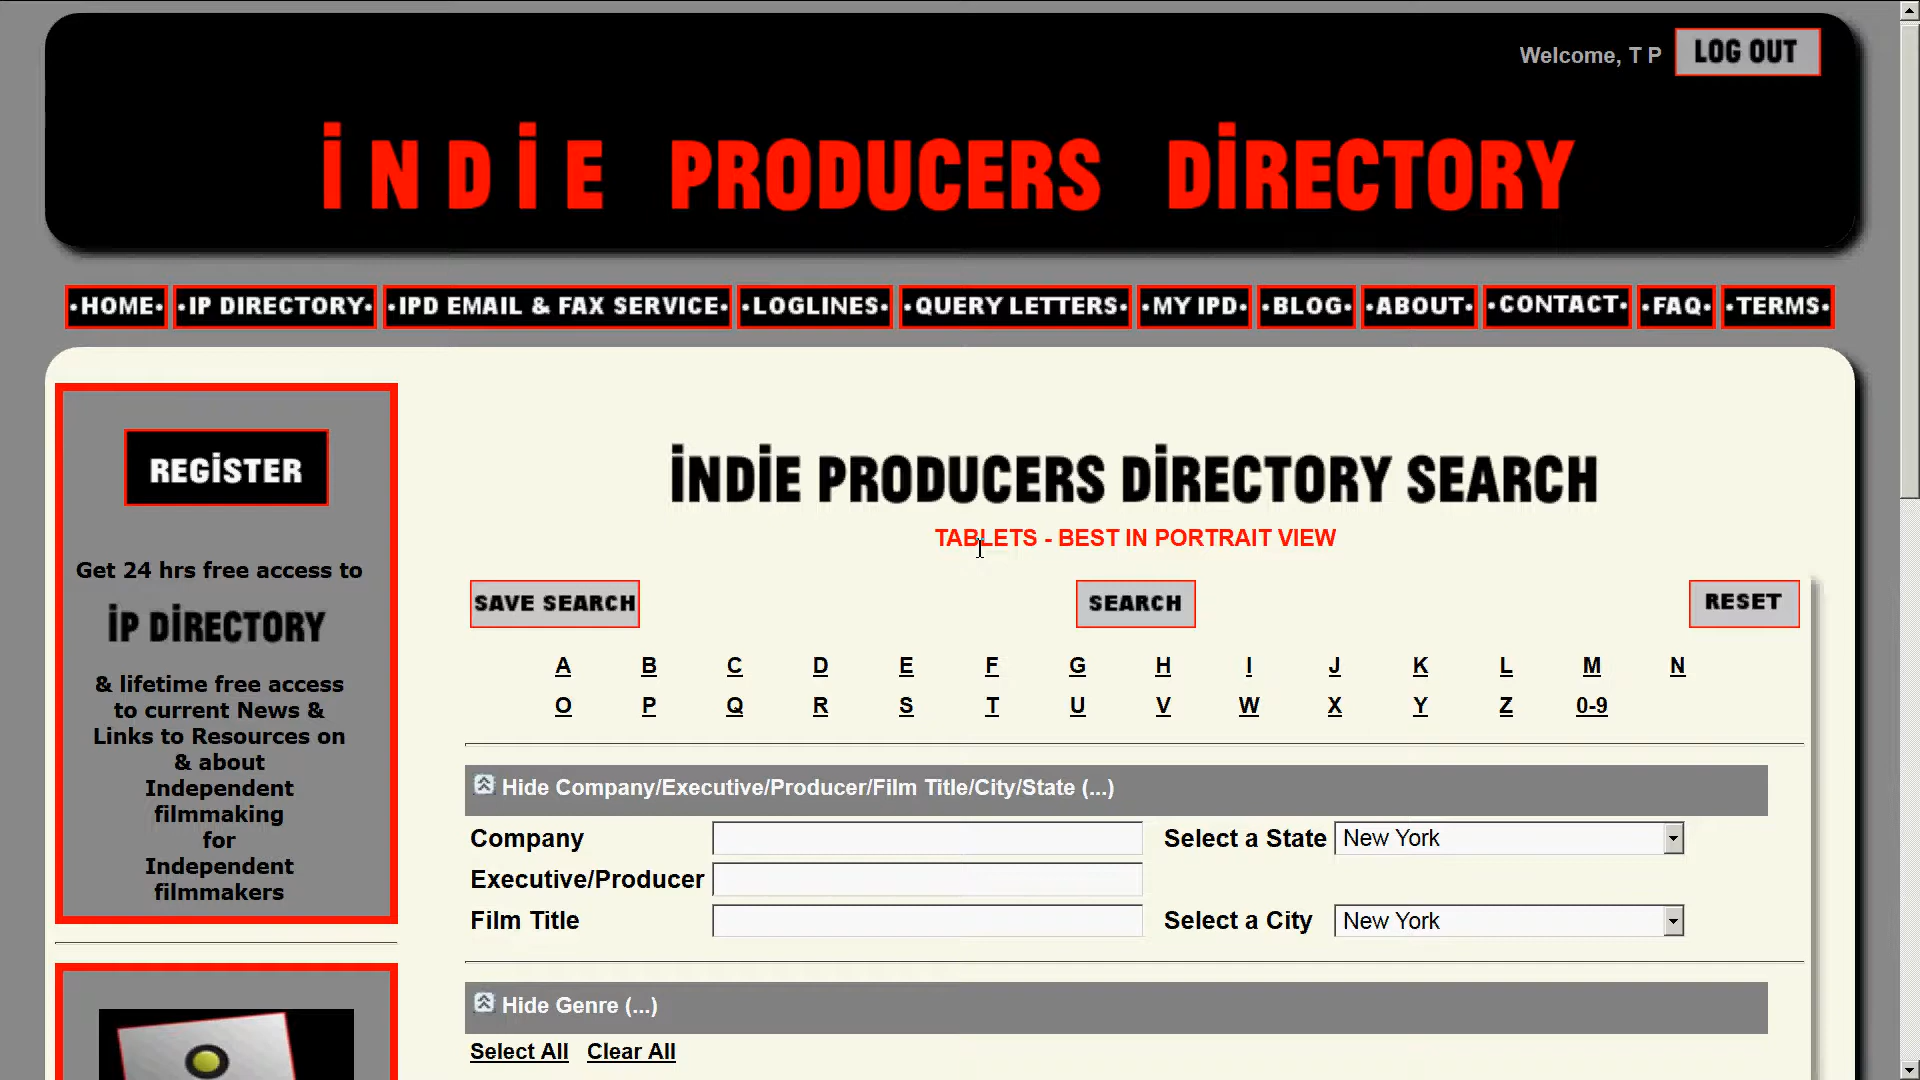 Welcome, T P
LOG OUT
iNDiE PRODUCERS DiRECTORY
•HOME•
•IP DIRECTORY•
•IPD EMAIL & FAX SERVICE•
•LOGLINES•
•QUERY LETTERS•
•MY IPD•
•BLOG•
•ABOUT•
•CONTACT•
•FAQ•
•TERMS•
REGiSTER
Get 24 hrs free access to
iP DiRECTORY
& lifetime free access
to current News &
Links to Resources on
& about
Independent
filmmaking
for
Independent
filmmakers
iNDiE PRODUCERS DiRECTORY SEARCH
TABLETS - BEST IN PORTRAIT VIEW
SAVE SEARCH
SEARCH
RESET
A B C D E F G H I J K L M N
O P Q R S T U V W X Y Z 0-9
Hide Company/Executive/Producer/Film Title/City/State (...)
Company
Select a State New York
Executive/Producer
Film Title
Select a City New York
Hide Genre (...)
Select All Clear All